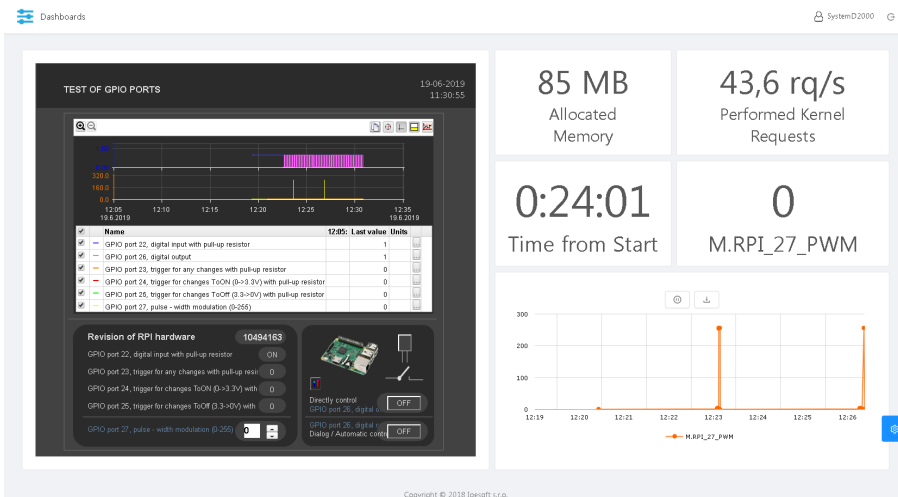 Dashboards
SystemD2000
TEST OF GPIO PORTS
19-06-2019
11:30:55
320.0
160.0
0.0
12:05 12:10 12:15 12:20 12:25 12:30 12:35
19.6.2019 19.6.2019
Name 12:05: Last value Units
GPIO port 22, digital input with pull-up resistor 1
GPIO port 26, digital output 1
GPIO port 23, trigger for any changes with pull-up resistor 0
GPIO port 24, trigger for changes ToON (0->3.3V) with pull-up resistor 0
GPIO port 25, trigger for changes ToOff (3.3->0V) with pull-up resistor 0
GPIO port 27, pulse - width modulation (0-255) 0
Revision of RPI hardware 10494163
GPIO port 22, digital input with pull-up resistor ON
GPIO port 23, trigger for any changes with pull-up resi 0
GPIO port 24, trigger for changes ToON (0->3.3V) with 0
GPIO port 25, trigger for changes ToOff (3.3->0V) with 0
GPIO port 27, pulse - width modulation (0-255) 0
Directly control
GPIO port 26, digital o OFF
GPIO port 26, digital
Dialog / Automatic contr OFF
85 MB
Allocated
Memory
43,6 rq/s
Performed Kernel
Requests
0:24:01
Time from Start
0
M.RPI_27_PWM
300
200
100
0
12:19 12:20 12:21 12:22 12:23 12:24 12:25 12:26
M.RPI_27_PWM
Copyright © 2018 Ipesoft s.r.o.